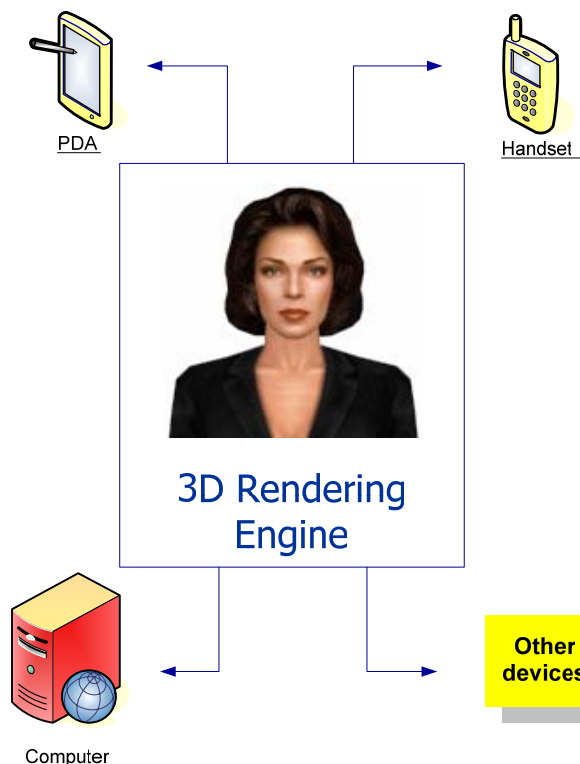 PDA
Handset
3D Rendering
Engine
Other
devices
Computer